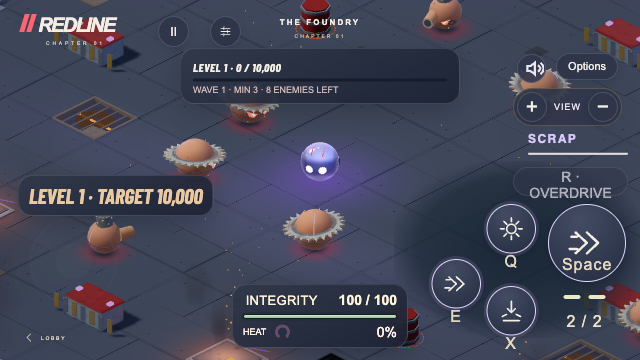 REDLINE
CHAPTER 01
THE FOUNDRY
CHAPTER 01
LEVEL 1 · 0 / 10,000
WAVE 1 · MIN 3 · 8 ENEMIES LEFT
Options
+ VIEW −
SCRAP
R ·
OVERDRIVE
LEVEL 1 · TARGET 10,000
Q
Space
E
X
2 / 2
INTEGRITY 100 / 100
HEAT 0%
LOBBY